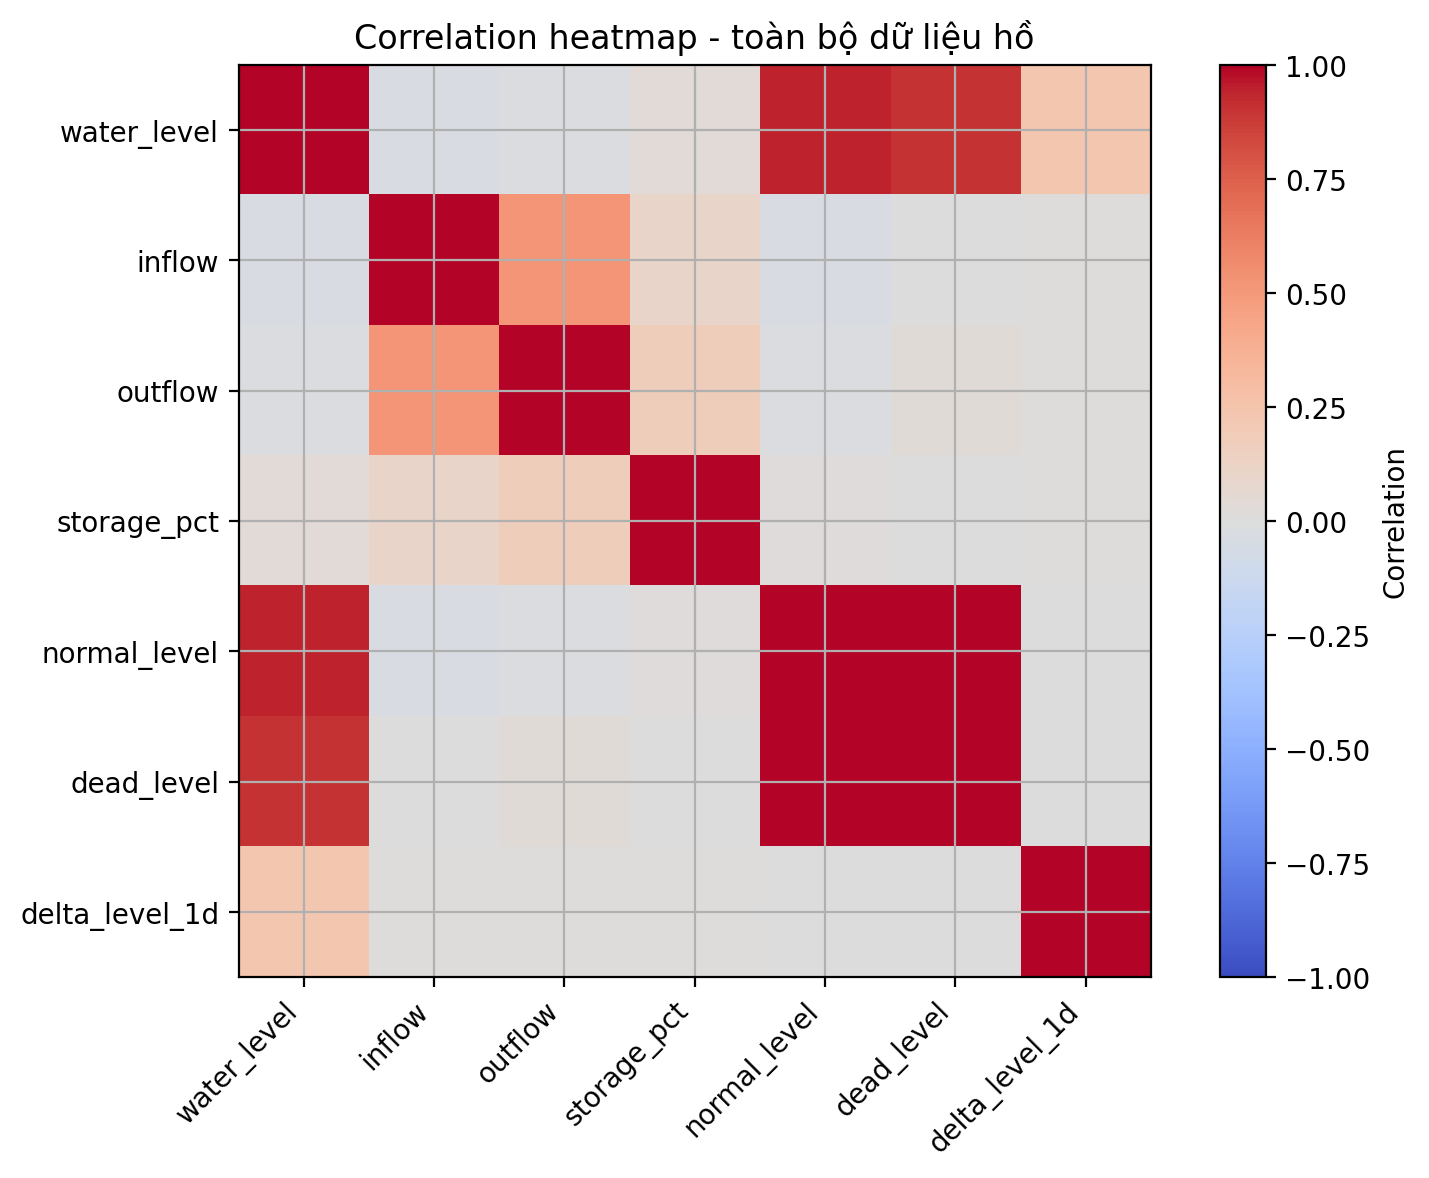 Correlation heatmap - toàn bộ dữ liệu hồ
water_level
inflow
outflow
storage_pct
normal_level
dead_level
delta_level_1d
water_level
inflow
outflow
storage_pct
normal_level
dead_level
delta_level_1d
1.00
0.75
0.50
0.25
0.00
−0.25
−0.50
−0.75
−1.00
Correlation